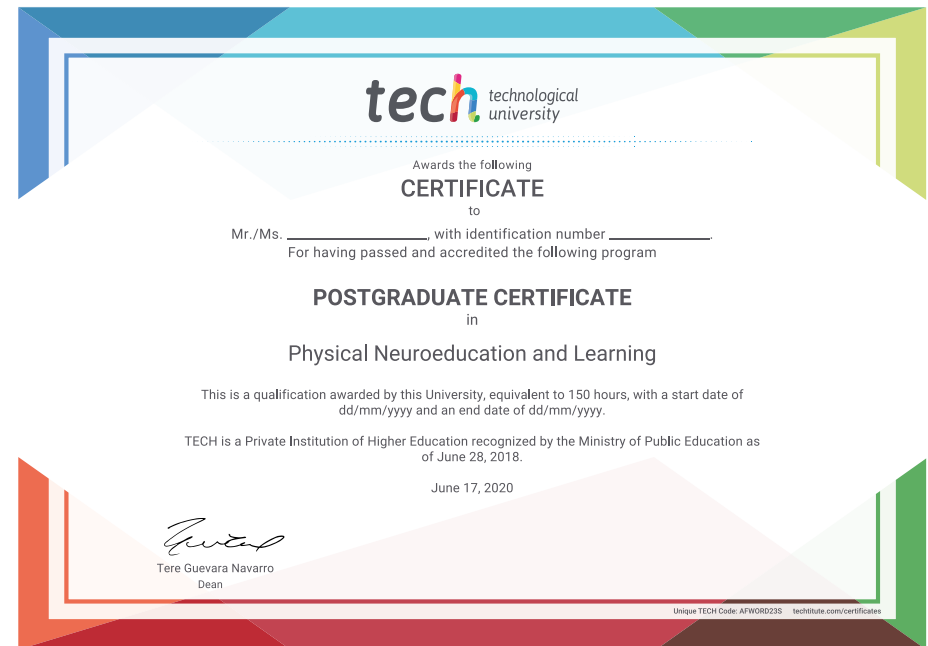 tech technological
university
Awards the following
CERTIFICATE
to
Mr./Ms. ____________________, with identification number ______________.
For having passed and accredited the following program
POSTGRADUATE CERTIFICATE
in
Physical Neuroeducation and Learning
This is a qualification awarded by this University, equivalent to 150 hours, with a start date of
dd/mm/yyyy and an end date of dd/mm/yyyy.
TECH is a Private Institution of Higher Education recognized by the Ministry of Public Education as
of June 28, 2018.
June 17, 2020
Tere Guevara Navarro
Dean
Unique TECH Code: AFWORD23S techtitute.com/certificates